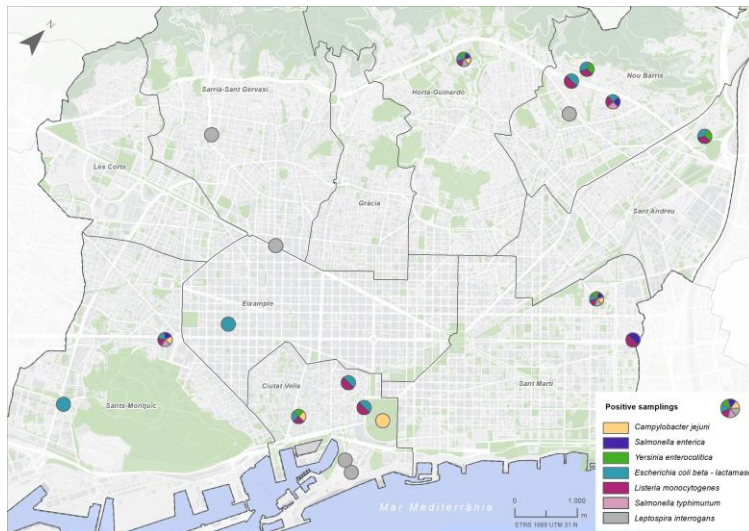 N
Nou Barris
Sarrià-Sant Gervasi
Horta-Guinardó
Les Corts
Gràcia
Sant Andreu
Eixample
Ciutat Vella
Sant Martí
Sants-Montjuïc
Mar Mediterrània
0 1.000
m
ETRS 1989 UTM 31 N
Positive samplings
Campylobacter jejuni
Salmonella enterica
Yersinia enterocolitica
Escherichia coli beta - lactamase
Listeria monocytogenes
Salmonella typhimurium
Leptospira interrogans